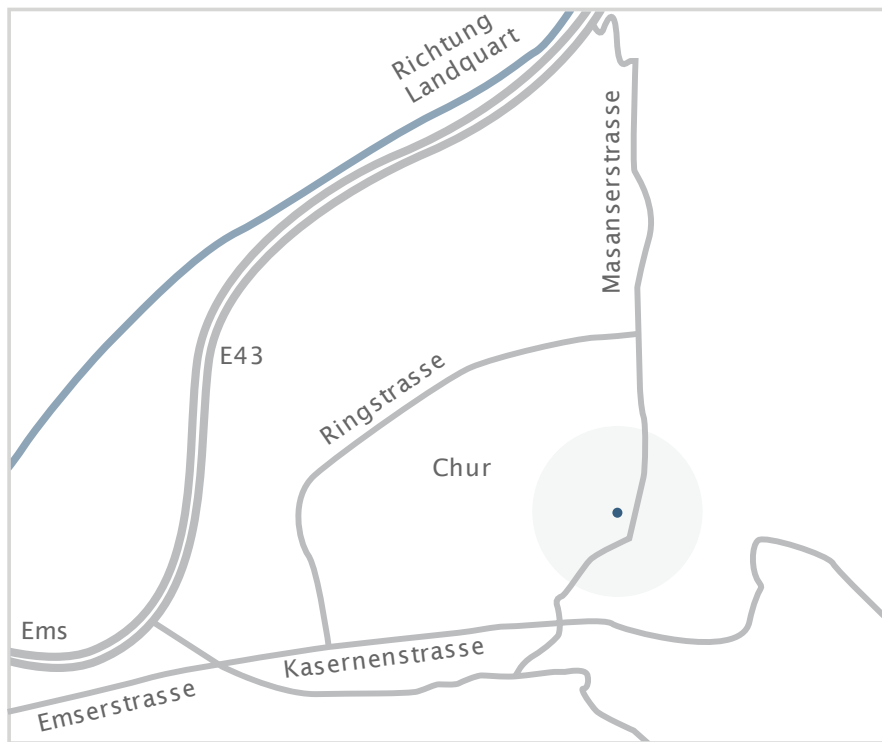 Richtung
Landquart
Masanserstrasse
E43
Ringstrasse
Chur
Ems
Kasernenstrasse
Emserstrasse